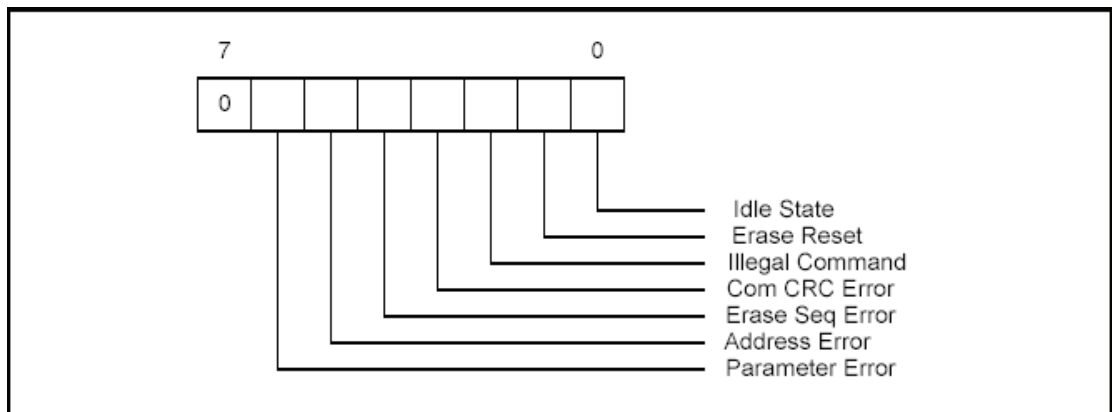 7 0
0
Idle State
Erase Reset
Illegal Command
Com CRC Error
Erase Seq Error
Address Error
Parameter Error